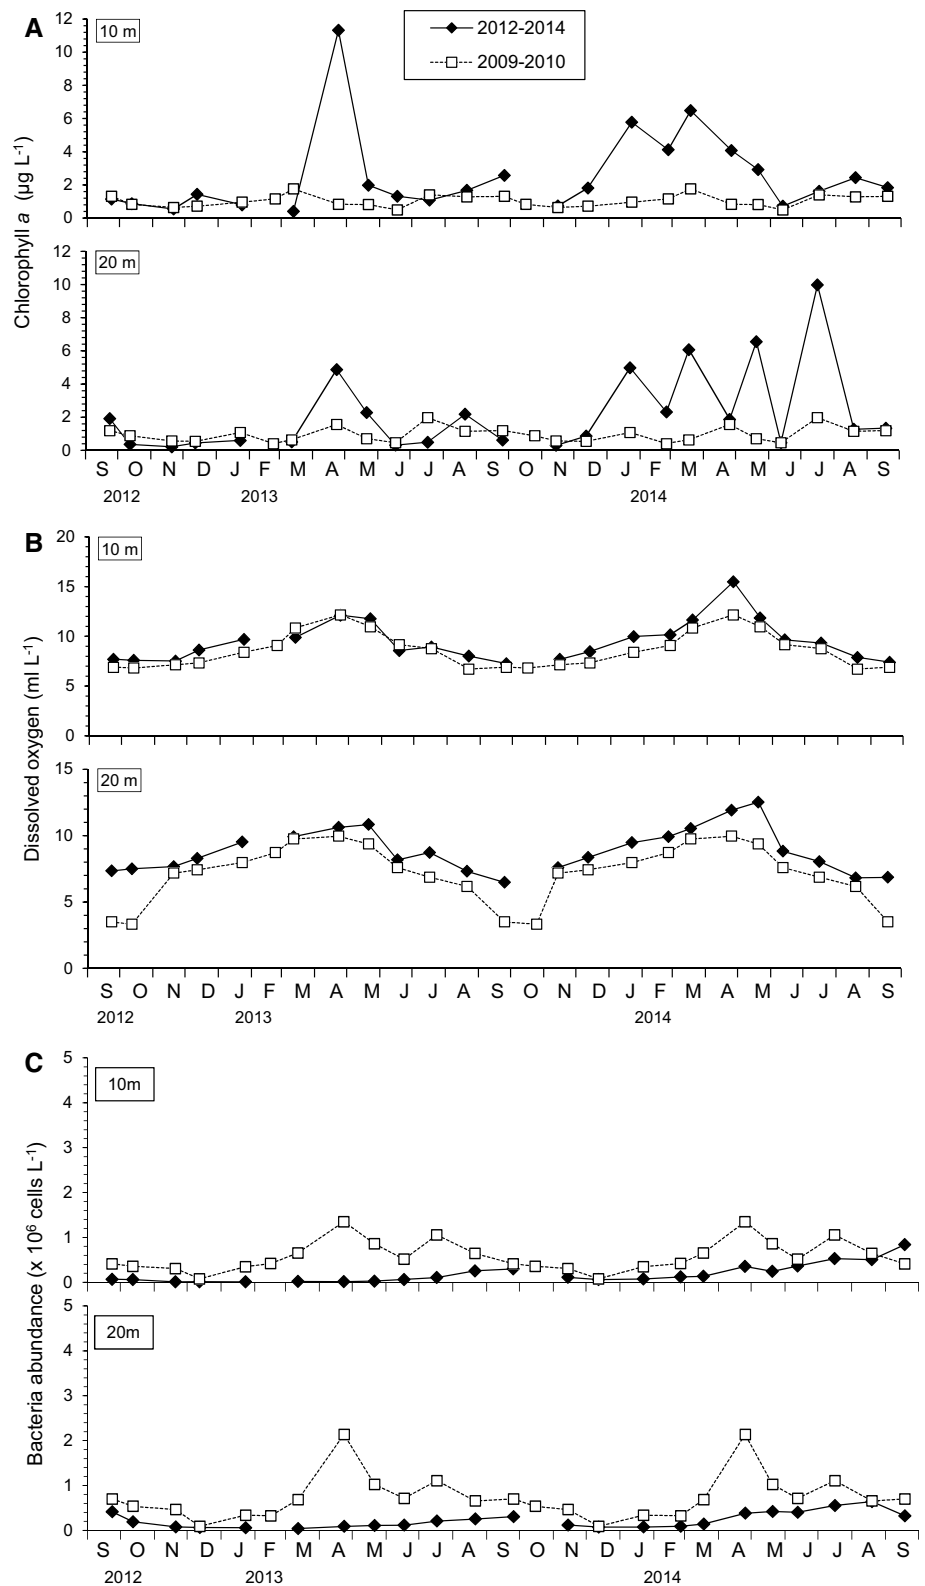 A
10 m
2012-2014
2009-2010
12
10
8
6
4
2
0
Chlorophyll a (µg L-1)
20 m
12
10
8
6
4
2
0
S O N D J F M A M J J A S O N D J F M A M J J A S
2012 2013 2014
B
10 m
20
15
10
5
0
Dissolved oxygen (ml L-1)
20 m
15
10
5
0
S O N D J F M A M J J A S O N D J F M A M J J A S
2012 2013 2014
C
10m
5
4
3
2
1
0
Bacteria abundance (x 10⁶ cells L-1)
20m
5
4
3
2
1
0
S O N D J F M A M J J A S O N D J F M A M J J A S
2012 2013 2014